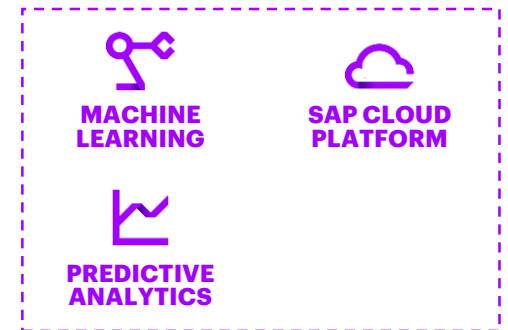 MACHINE
LEARNING
SAP CLOUD
PLATFORM
PREDICTIVE
ANALYTICS